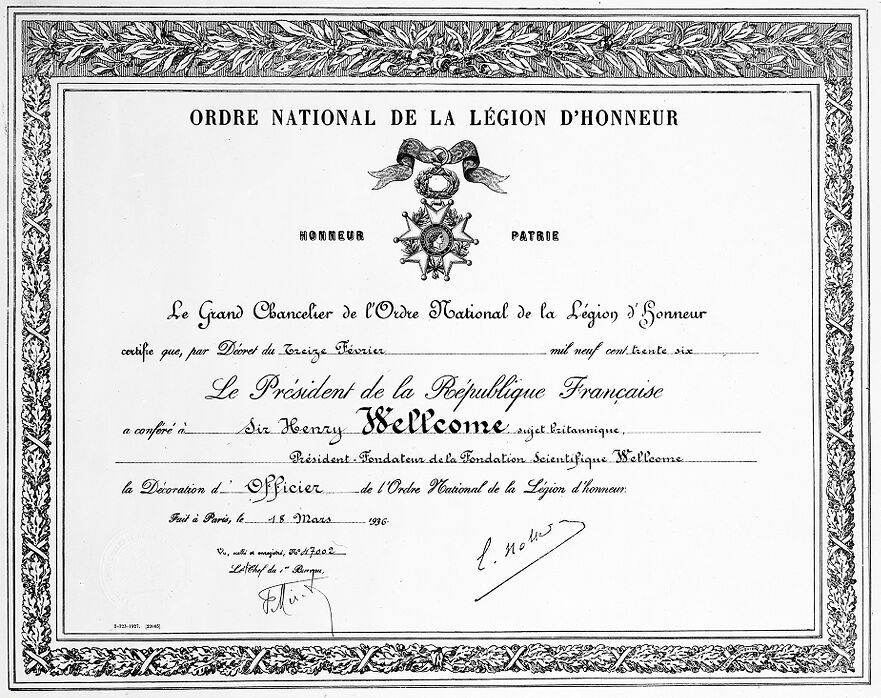 ORDRE NATIONAL DE LA LÉGION D'HONNEUR
HONNEUR PATRIE
Le Grand Chancelier de l'Ordre National de la Légion d'Honneur
certifie que, par Décret du Treize Février mil neuf cent trente six
Le Président de la République Française
a conféré à Sir Henry Wellcome sujet britannique,
Président-Fondateur de la Fondation Scientifique Wellcome
la Décoration d' Officier de l'Ordre National de la Légion d'honneur.
Fait à Paris, le 18 Mars 1936.
Vu, scellé et enregistré, N° 47002
Le Chef du 1er Bureau,